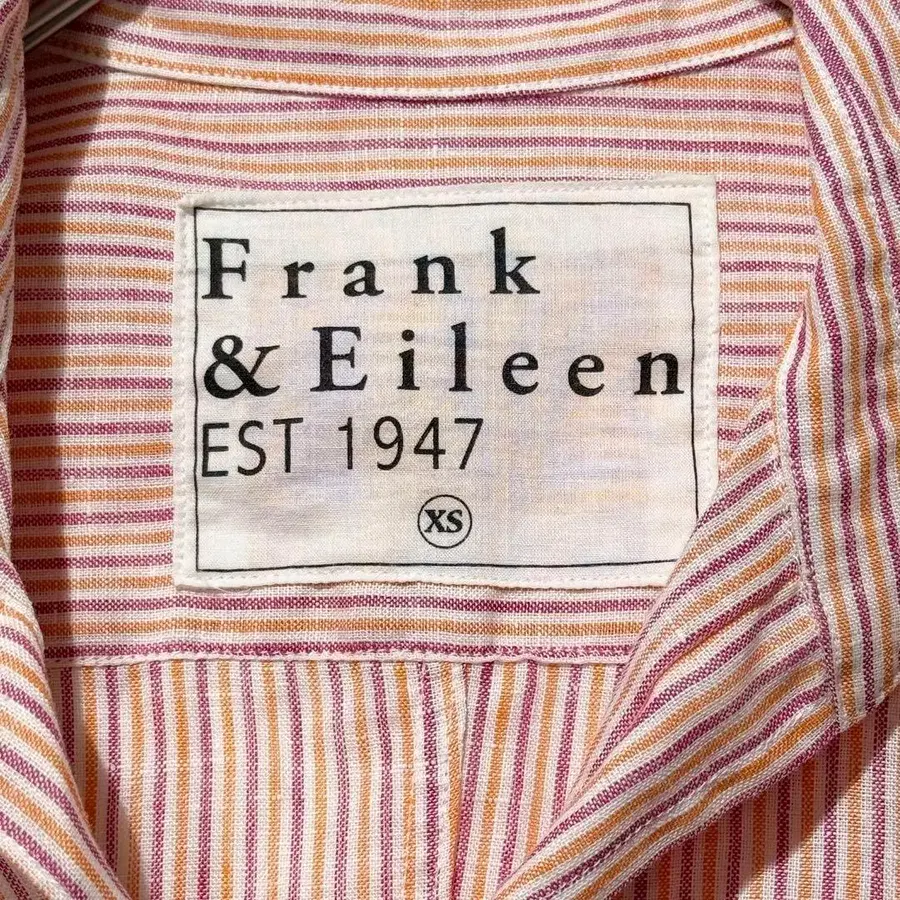 Frank
& Eileen
EST 1947
XS